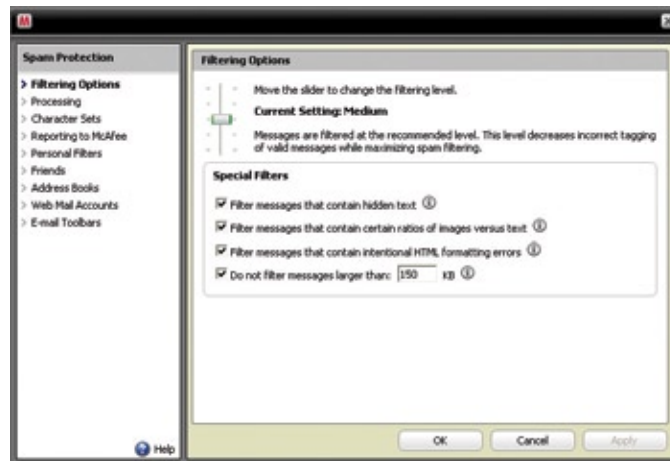 Spam Protection
> Filtering Options
> Processing
> Character Sets
> Reporting to McAfee
> Personal Filters
> Friends
> Address Books
> Web Mail Accounts
> E-mail Toolbars
Help
Filtering Options
Move the slider to change the filtering level.
Current Setting: Medium
Messages are filtered at the recommended level. This level decreases incorrect tagging
of valid messages while maximizing spam filtering.
Special Filters
Filter messages that contain hidden text
Filter messages that contain certain ratios of images versus text
Filter messages that contain intentional HTML formatting errors
Do not filter messages larger than: 150 KB
OK
Cancel
Apply